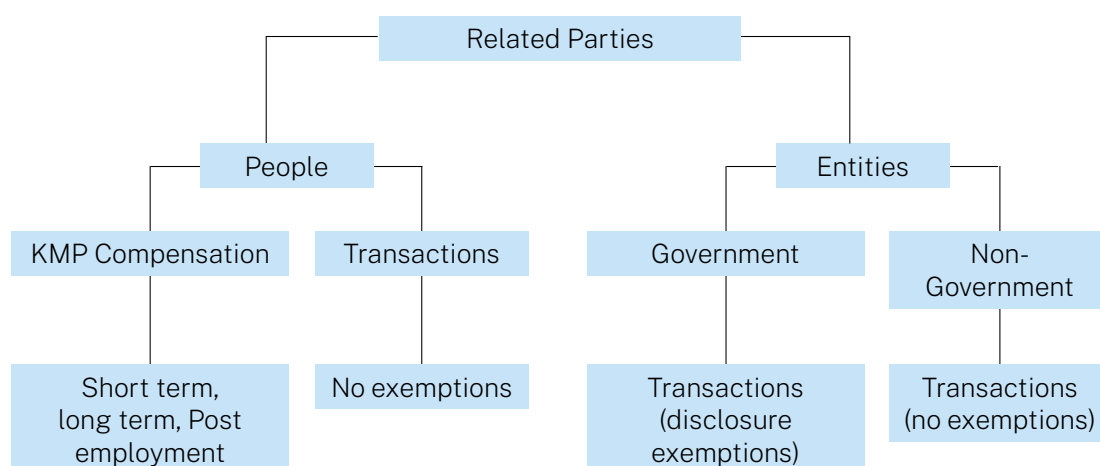 Related Parties
People
Entities
KMP Compensation
Transactions
Government
Non-
Government
Short term,
long term, Post
employment
No exemptions
Transactions
(disclosure
exemptions)
Transactions
(no exemptions)